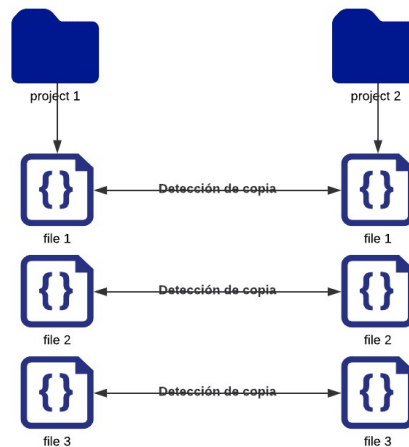 project 1
project 2
{ }
Detección de copia
{ }
file 1
file 1
{ }
Detección de copia
{ }
file 2
file 2
{ }
Detección de copia
{ }
file 3
file 3